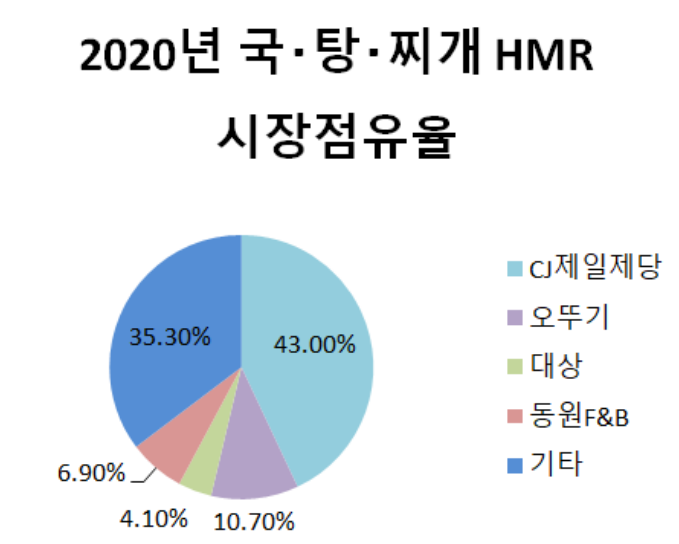 2020년 국·탕·찌개 HMR
시장점유율
35.30%
43.00%
6.90%
4.10%
10.70%
CJ제일제당
오뚜기
대상
동원F&B
기타